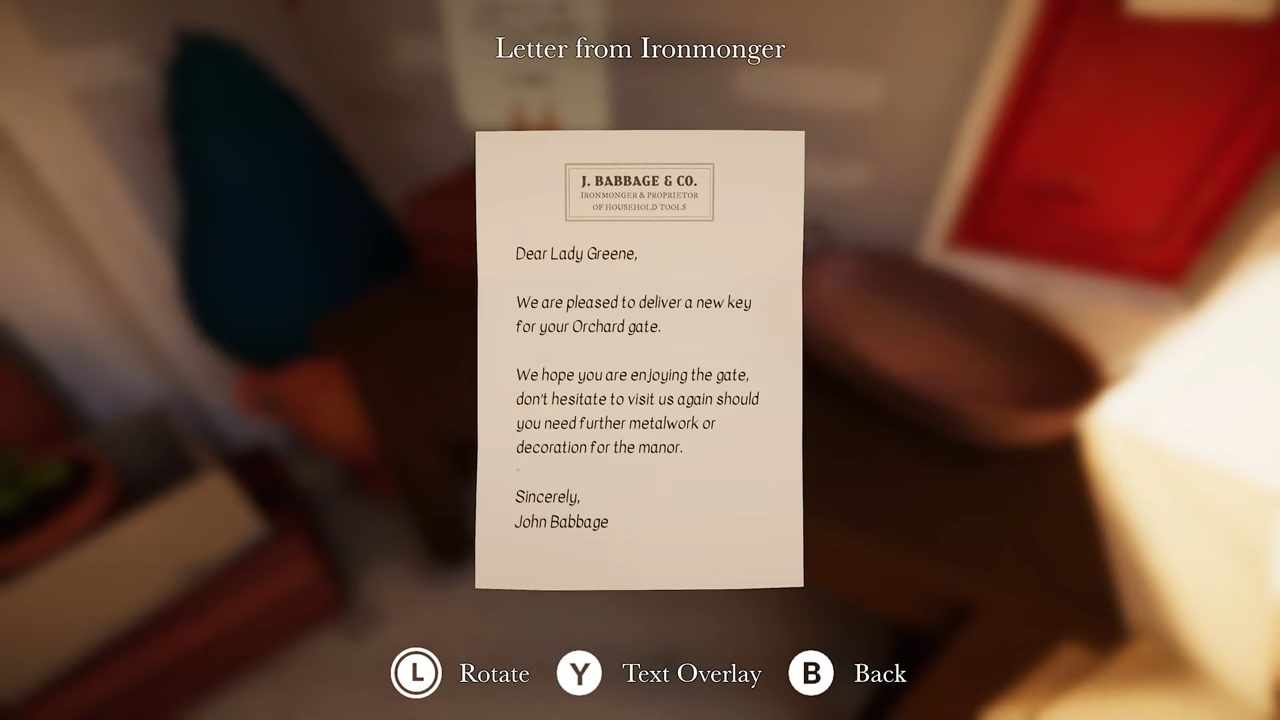 Letter from Ironmonger
J. BABBAGE & CO.
IRONMONGER & PROPRIETOR
OF HOUSEHOLD TOOLS
Dear Lady Greene,
We are pleased to deliver a new key
for your Orchard gate.
We hope you are enjoying the gate,
don't hesitate to visit us again should
you need further metalwork or
decoration for the manor.
Sincerely,
John Babbage
L Rotate Y Text Overlay B Back